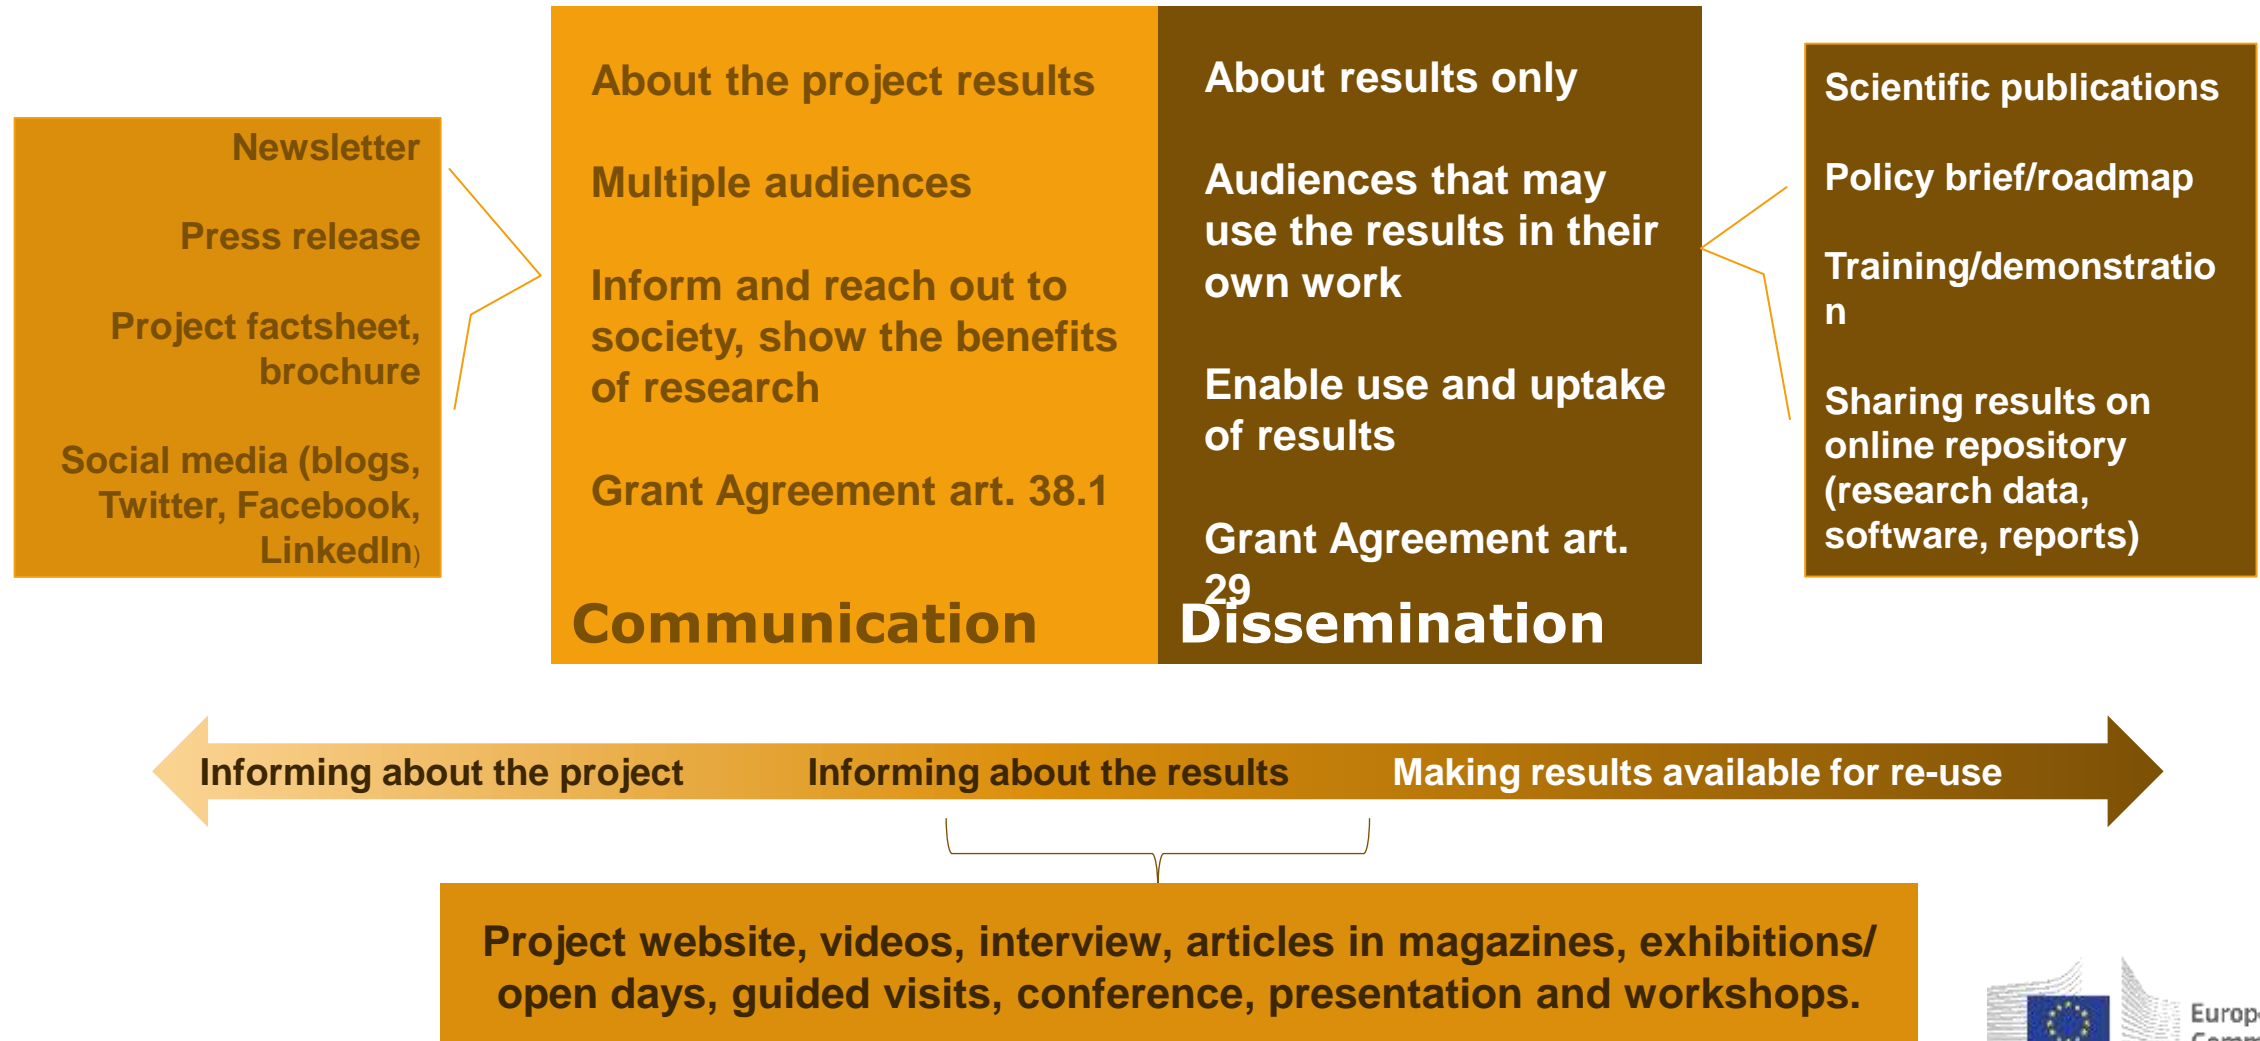 Newsletter
Press release
Project factsheet,
brochure
Social media (blogs,
Twitter, Facebook,
LinkedIn)
About the project results
Multiple audiences
Inform and reach out to
society, show the benefits
of research
Grant Agreement art. 38.1
Communication
About results only
Audiences that may
use the results in their
own work
Enable use and uptake
of results
Grant Agreement art.
29
Dissemination
Scientific publications
Policy brief/roadmap
Training/demonstratio
n
Sharing results on
online repository
(research data,
software, reports)
Informing about the project
Informing about the results
Making results available for re-use
Project website, videos, interview, articles in magazines, exhibitions/
open days, guided visits, conference, presentation and workshops.